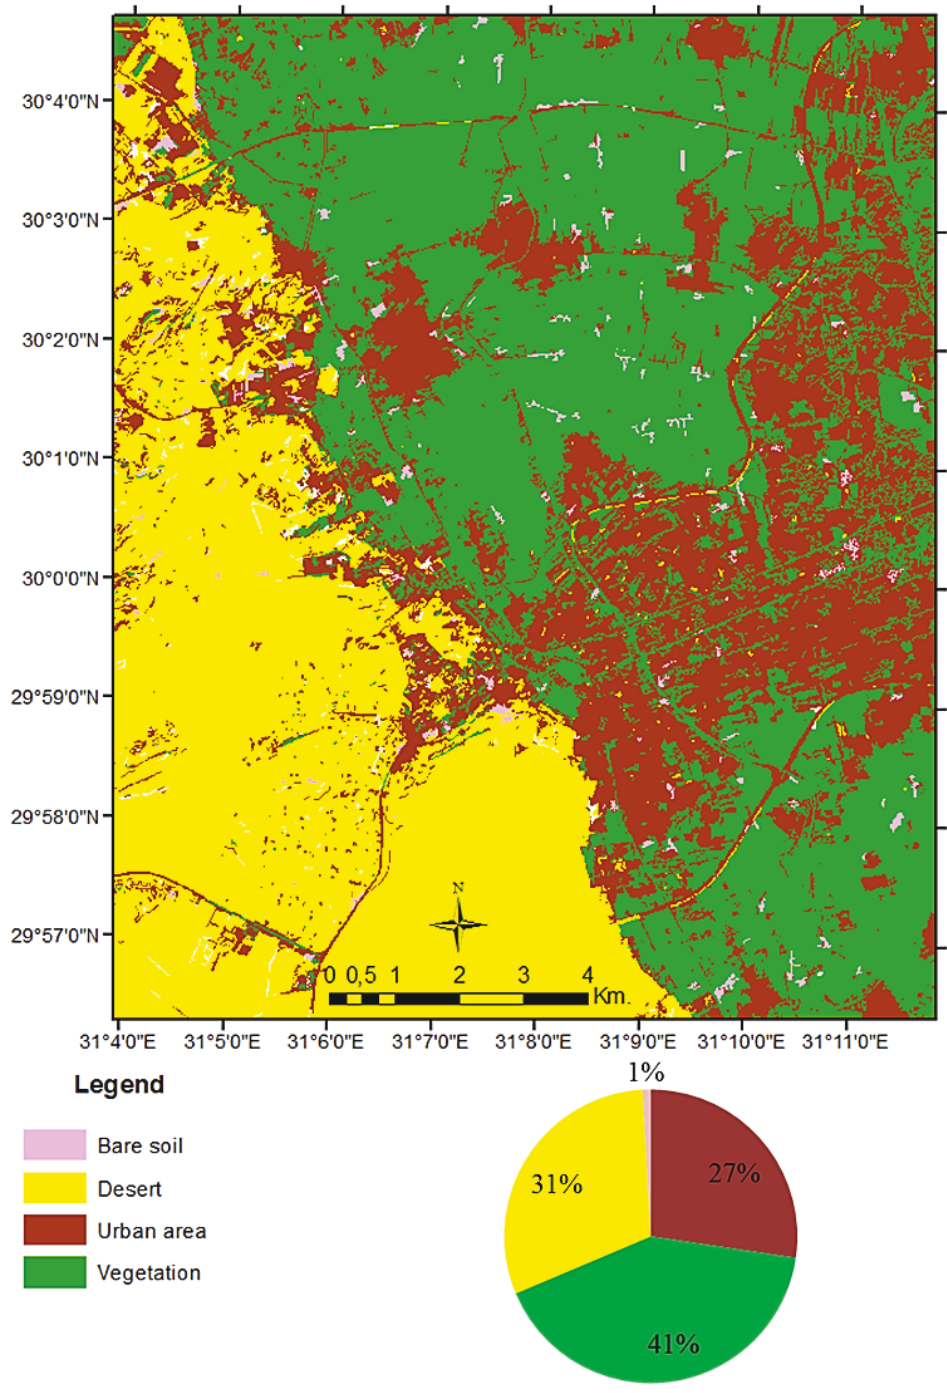 30°4'0"N
30°3'0"N
30°2'0"N
30°1'0"N
30°0'0"N
29°59'0"N
29°58'0"N
29°57'0"N
N
0 0,5 1 2 3 4
Km.
31°4'0"E 31°5'0"E 31°6'0"E 31°7'0"E 31°8'0"E 31°9'0"E 31°10'0"E 31°11'0"E
Legend
Bare soil
Desert
Urban area
Vegetation
1%
31%
27%
41%